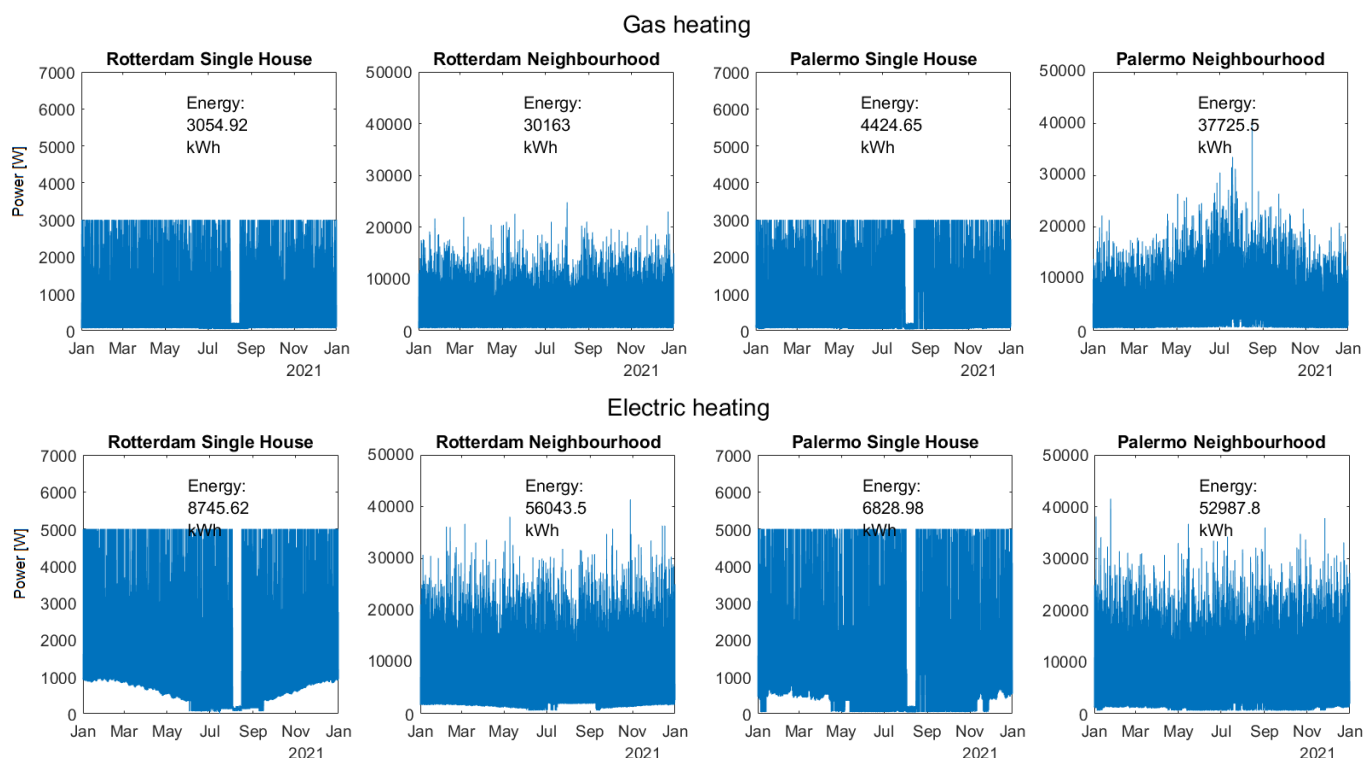 Gas heating
Rotterdam Single House
Rotterdam Neighbourhood
Palermo Single House
Palermo Neighbourhood
Power [W]
7000
6000
5000
4000
3000
2000
1000
0
Energy:
3054.92
kWh
Jan Mar May Jul Sep Nov Jan
2021
50000
40000
30000
20000
10000
0
Energy:
30163
kWh
Jan Mar May Jul Sep Nov Jan
2021
7000
6000
5000
4000
3000
2000
1000
0
Energy:
4424.65
kWh
Jan Mar May Jul Sep Nov Jan
2021
50000
40000
30000
20000
10000
0
Energy:
37725.5
kWh
Jan Mar May Jul Sep Nov Jan
2021
Electric heating
Rotterdam Single House
Rotterdam Neighbourhood
Palermo Single House
Palermo Neighbourhood
Power [W]
7000
6000
5000
4000
3000
2000
1000
0
Energy:
8745.62
kWh
Jan Mar May Jul Sep Nov Jan
2021
50000
40000
30000
20000
10000
0
Energy:
56043.5
kWh
Jan Mar May Jul Sep Nov Jan
2021
7000
6000
5000
4000
3000
2000
1000
0
Energy:
6828.98
kWh
Jan Mar May Jul Sep Nov Jan
2021
50000
40000
30000
20000
10000
0
Energy:
52987.8
kWh
Jan Mar May Jul Sep Nov Jan
2021